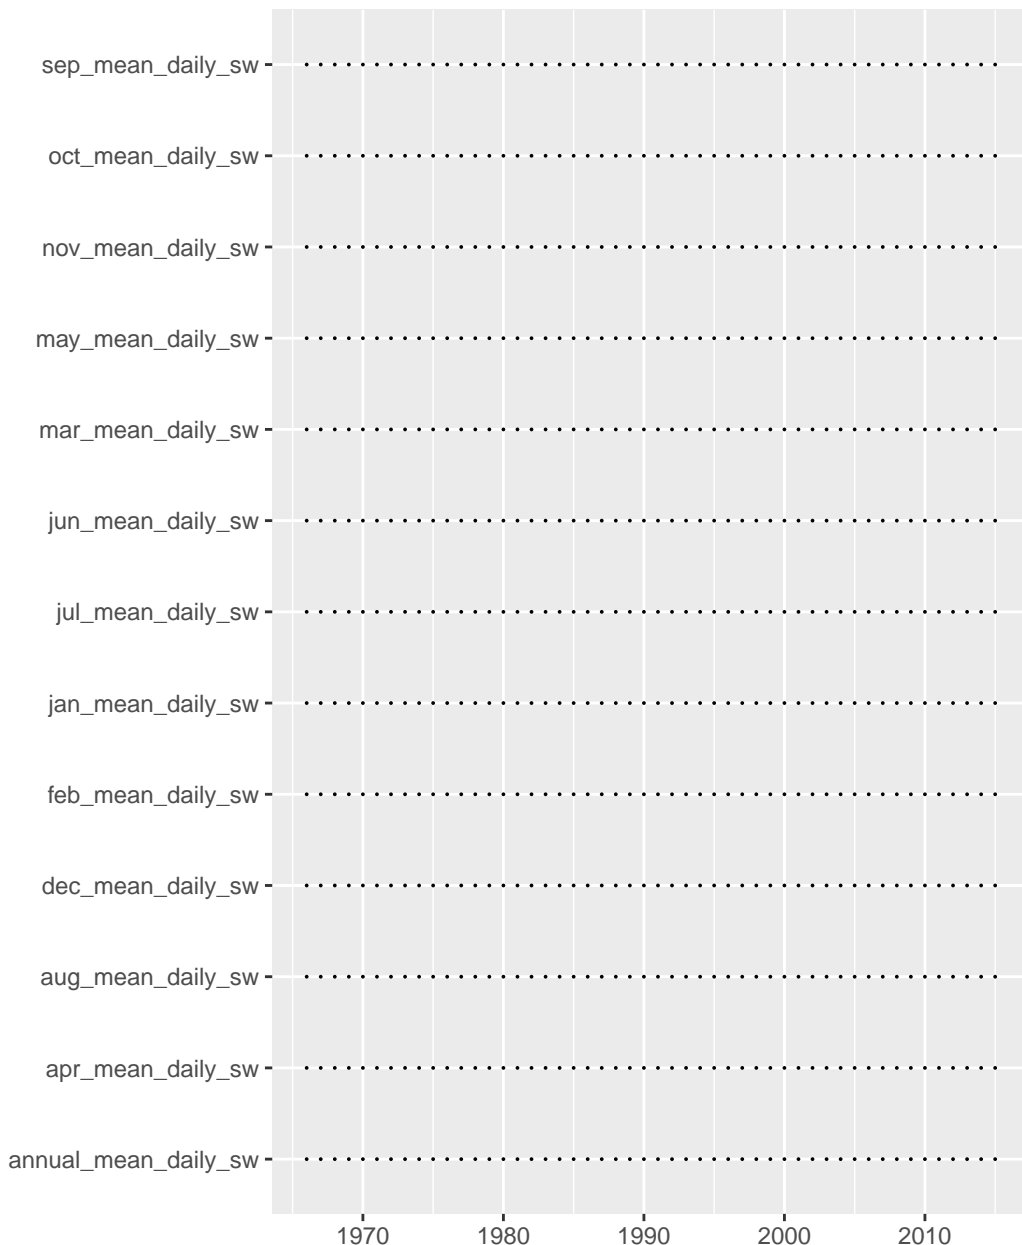 sep_mean_daily_sw
oct_mean_daily_sw
nov_mean_daily_sw
may_mean_daily_sw
mar_mean_daily_sw
jun_mean_daily_sw
jul_mean_daily_sw
jan_mean_daily_sw
feb_mean_daily_sw
dec_mean_daily_sw
aug_mean_daily_sw
apr_mean_daily_sw
annual_mean_daily_sw
1970 1980 1990 2000 2010